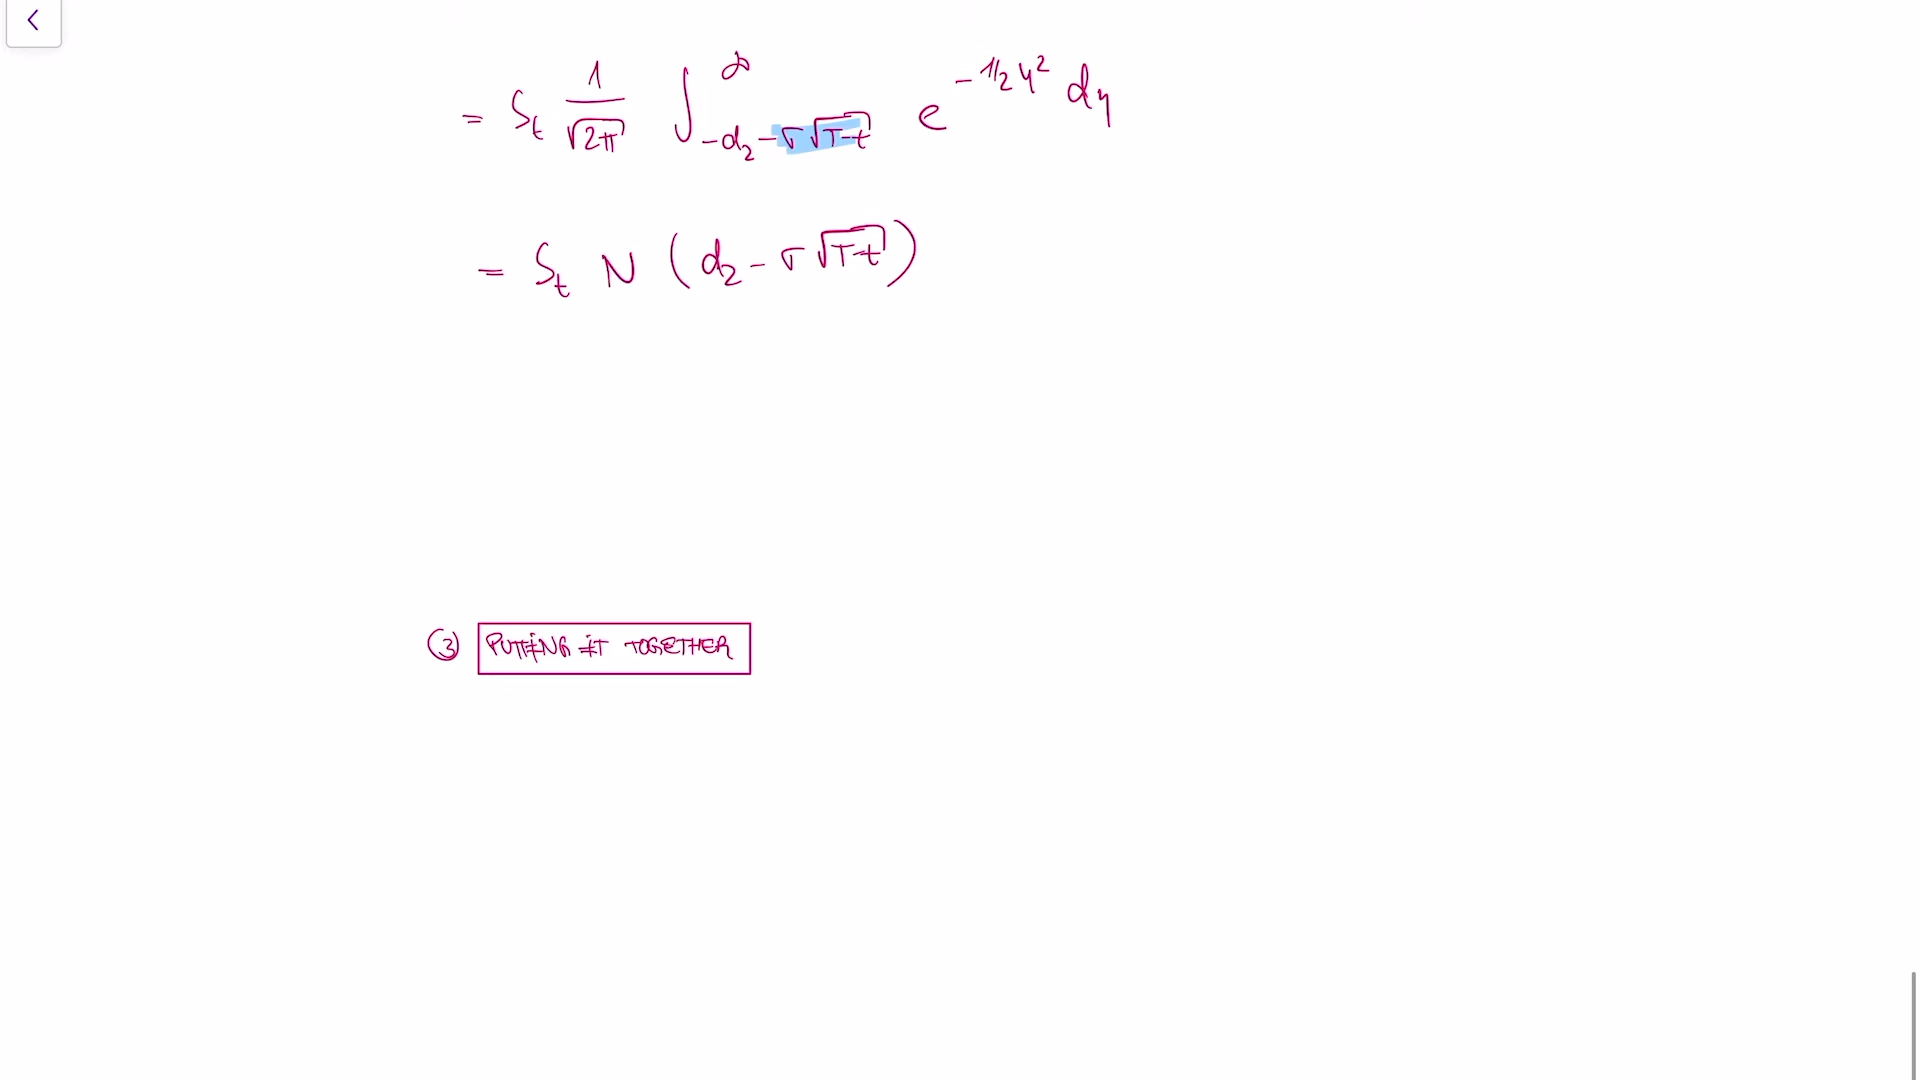 = S_t 1/√2π ∫_{-d_2-σ√T-t}^{∞} e^{-1/2 y^2} dy
= S_t N (d_2 - σ√T-t)
③ PUTTING IT TOGETHER